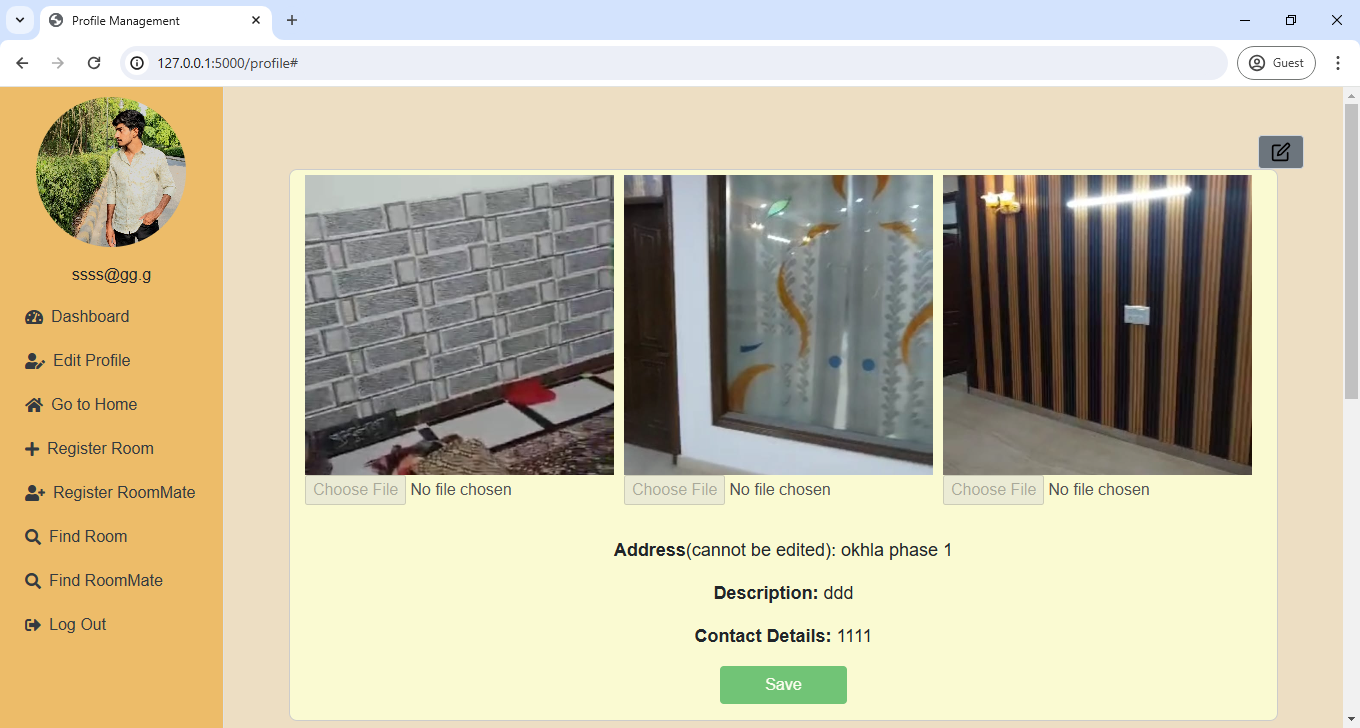 Profile Management
127.0.0.1:5000/profile#
Guest
ssss@gg.g
Dashboard
Edit Profile
Go to Home
Register Room
Register RoomMate
Find Room
Find RoomMate
Log Out
Choose File No file chosen
Choose File No file chosen
Choose File No file chosen
Address(cannot be edited): okhla phase 1
Description: ddd
Contact Details: 1111
Save